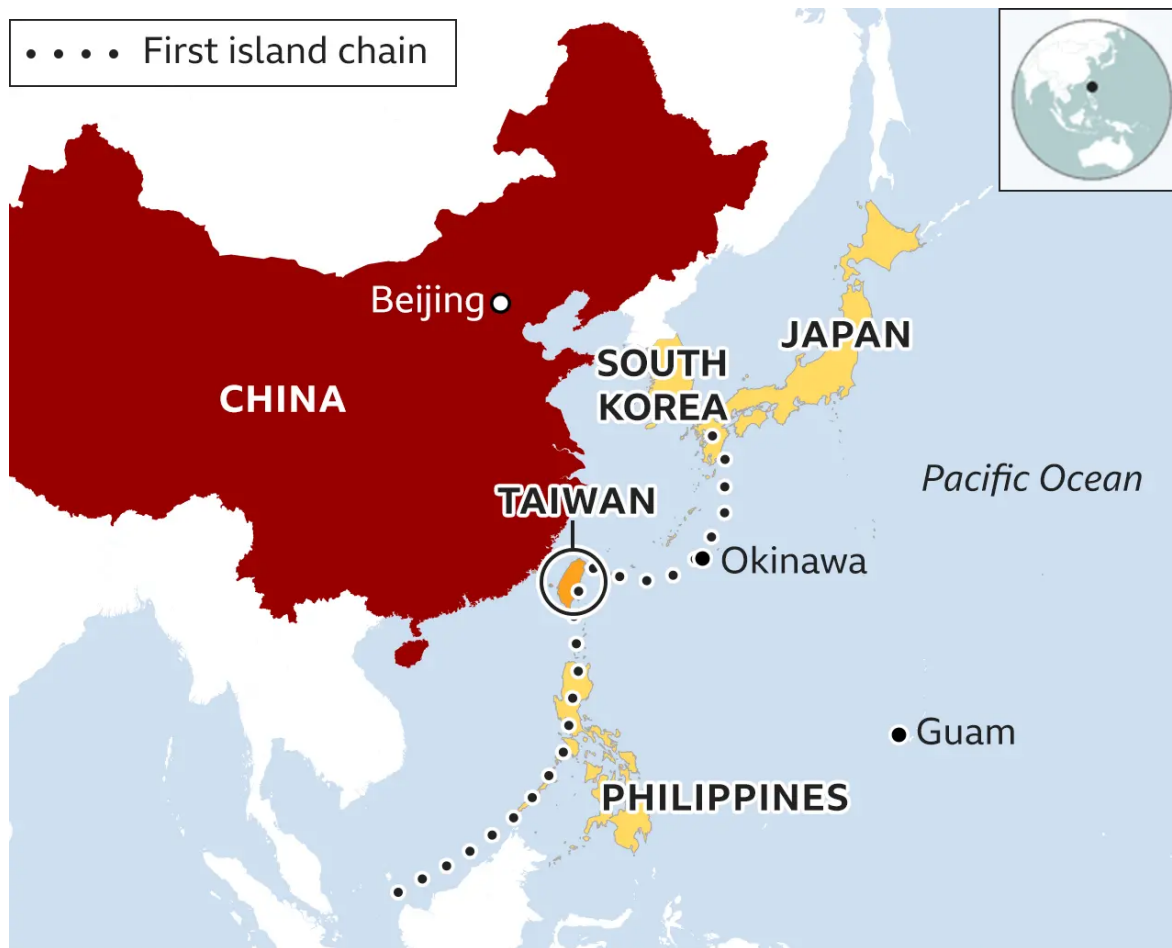 First island chain
Beijing
JAPAN
SOUTH
KOREA
CHINA
Pacific Ocean
TAIWAN
Okinawa
Guam
PHILIPPINES